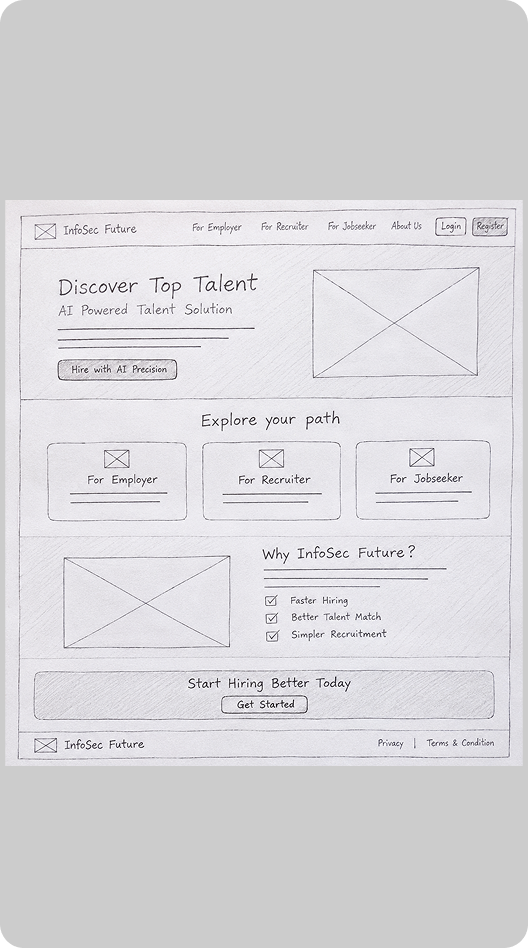 InfoSec Future For Employer For Recruiter For Jobseeker About Us Login Register
Discover Top Talent
AI Powered Talent Solution
Hire with AI Precision
Explore your path
For Employer
For Recruiter
For Jobseeker
Why InfoSec Future?
Faster Hiring
Better Talent Match
Simpler Recruitment
Start Hiring Better Today
Get Started
InfoSec Future Privacy | Terms & Condition